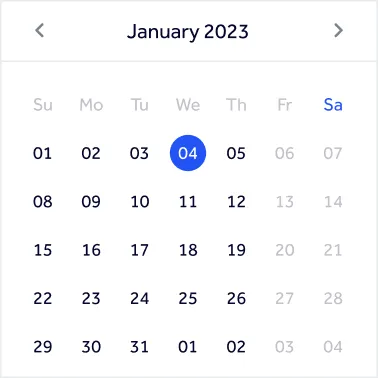 January 2023
Su Mo Tu We Th Fr Sa
01 02 03 04 05 06 07
08 09 10 11 12 13 14
15 16 17 18 19 20 21
22 23 24 25 26 27 28
29 30 31 01 02 03 04